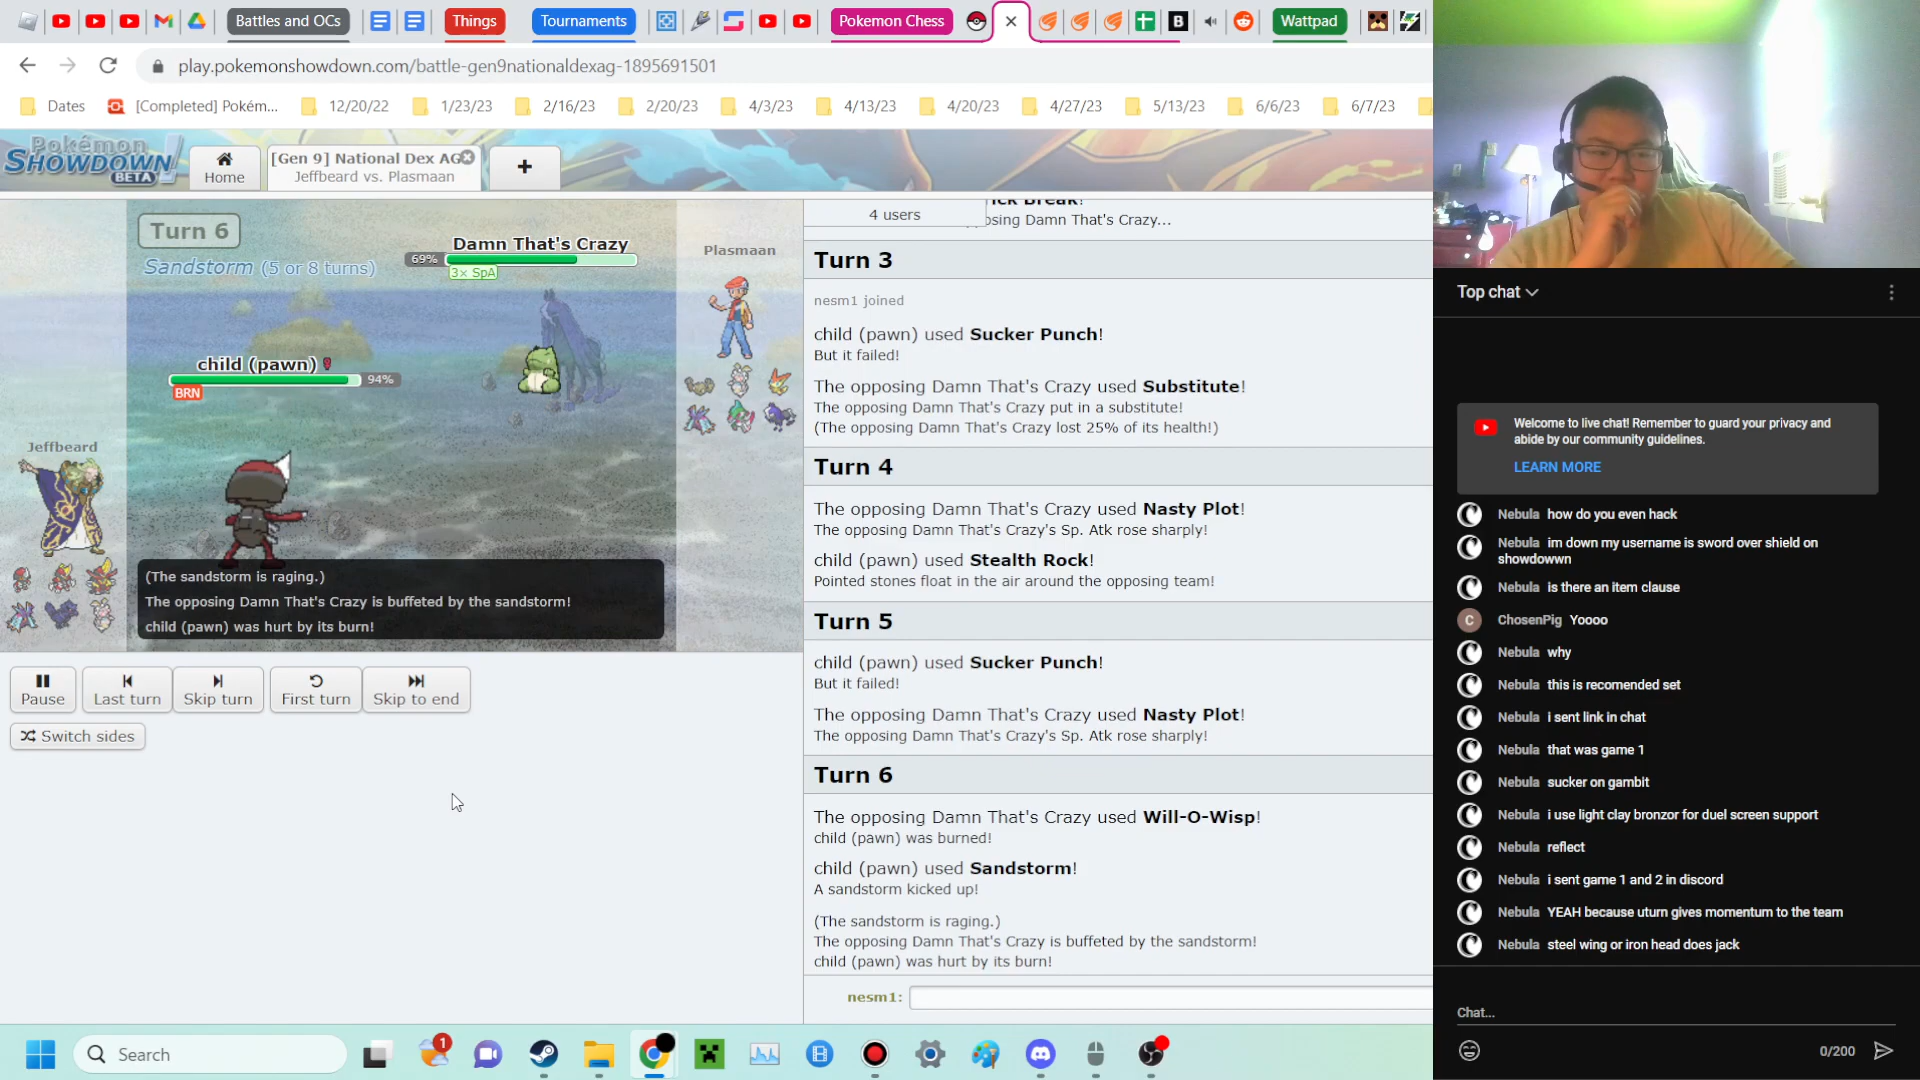 Battles and OCs
Things
Tournaments
Pokemon Chess
B
Wattpad
play.pokemonshowdown.com/battle-gen9nationaldexag-1895691501
Dates
[Completed] Pokém...
12/20/22
1/23/23
2/16/23
2/20/23
4/3/23
4/13/23
4/20/23
4/27/23
5/13/23
6/6/23
6/7/23
Pokémon
SHOWDOWN
BETA
Home
[Gen 9] National Dex AG
Jeffbeard vs. Plasmaan
+
Turn 6
Sandstorm (5 or 8 turns)
Damn That's Crazy
69%
3× SpA
Plasmaan
child (pawn)
94%
BRN
Jeffbeard
(The sandstorm is raging.)
The opposing Damn That's Crazy is buffeted by the sandstorm!
child (pawn) was hurt by its burn!
Pause
Last turn
Skip turn
First turn
Skip to end
Switch sides
4 users
ick Break!
osing Damn That's Crazy...
Turn 3
nesm1 joined
child (pawn) used Sucker Punch!
But it failed!
The opposing Damn That's Crazy used Substitute!
The opposing Damn That's Crazy put in a substitute!
(The opposing Damn That's Crazy lost 25% of its health!)
Turn 4
The opposing Damn That's Crazy used Nasty Plot!
The opposing Damn That's Crazy's Sp. Atk rose sharply!
child (pawn) used Stealth Rock!
Pointed stones float in the air around the opposing team!
Turn 5
child (pawn) used Sucker Punch!
But it failed!
The opposing Damn That's Crazy used Nasty Plot!
The opposing Damn That's Crazy's Sp. Atk rose sharply!
Turn 6
The opposing Damn That's Crazy used Will-O-Wisp!
child (pawn) was burned!
child (pawn) used Sandstorm!
A sandstorm kicked up!
(The sandstorm is raging.)
The opposing Damn That's Crazy is buffeted by the sandstorm!
child (pawn) was hurt by its burn!
nesm1:
Top chat
Welcome to live chat! Remember to guard your privacy and
abide by our community guidelines.
LEARN MORE
Nebula how do you even hack
Nebula im down my username is sword over shield on
showdowwn
Nebula is there an item clause
C ChosenPig Yoooo
Nebula why
Nebula this is recomended set
Nebula i sent link in chat
Nebula that was game 1
Nebula sucker on gambit
Nebula i use light clay bronzor for duel screen support
Nebula reflect
Nebula i sent game 1 and 2 in discord
Nebula YEAH because uturn gives momentum to the team
Nebula steel wing or iron head does jack
Chat...
0/200
Search
1